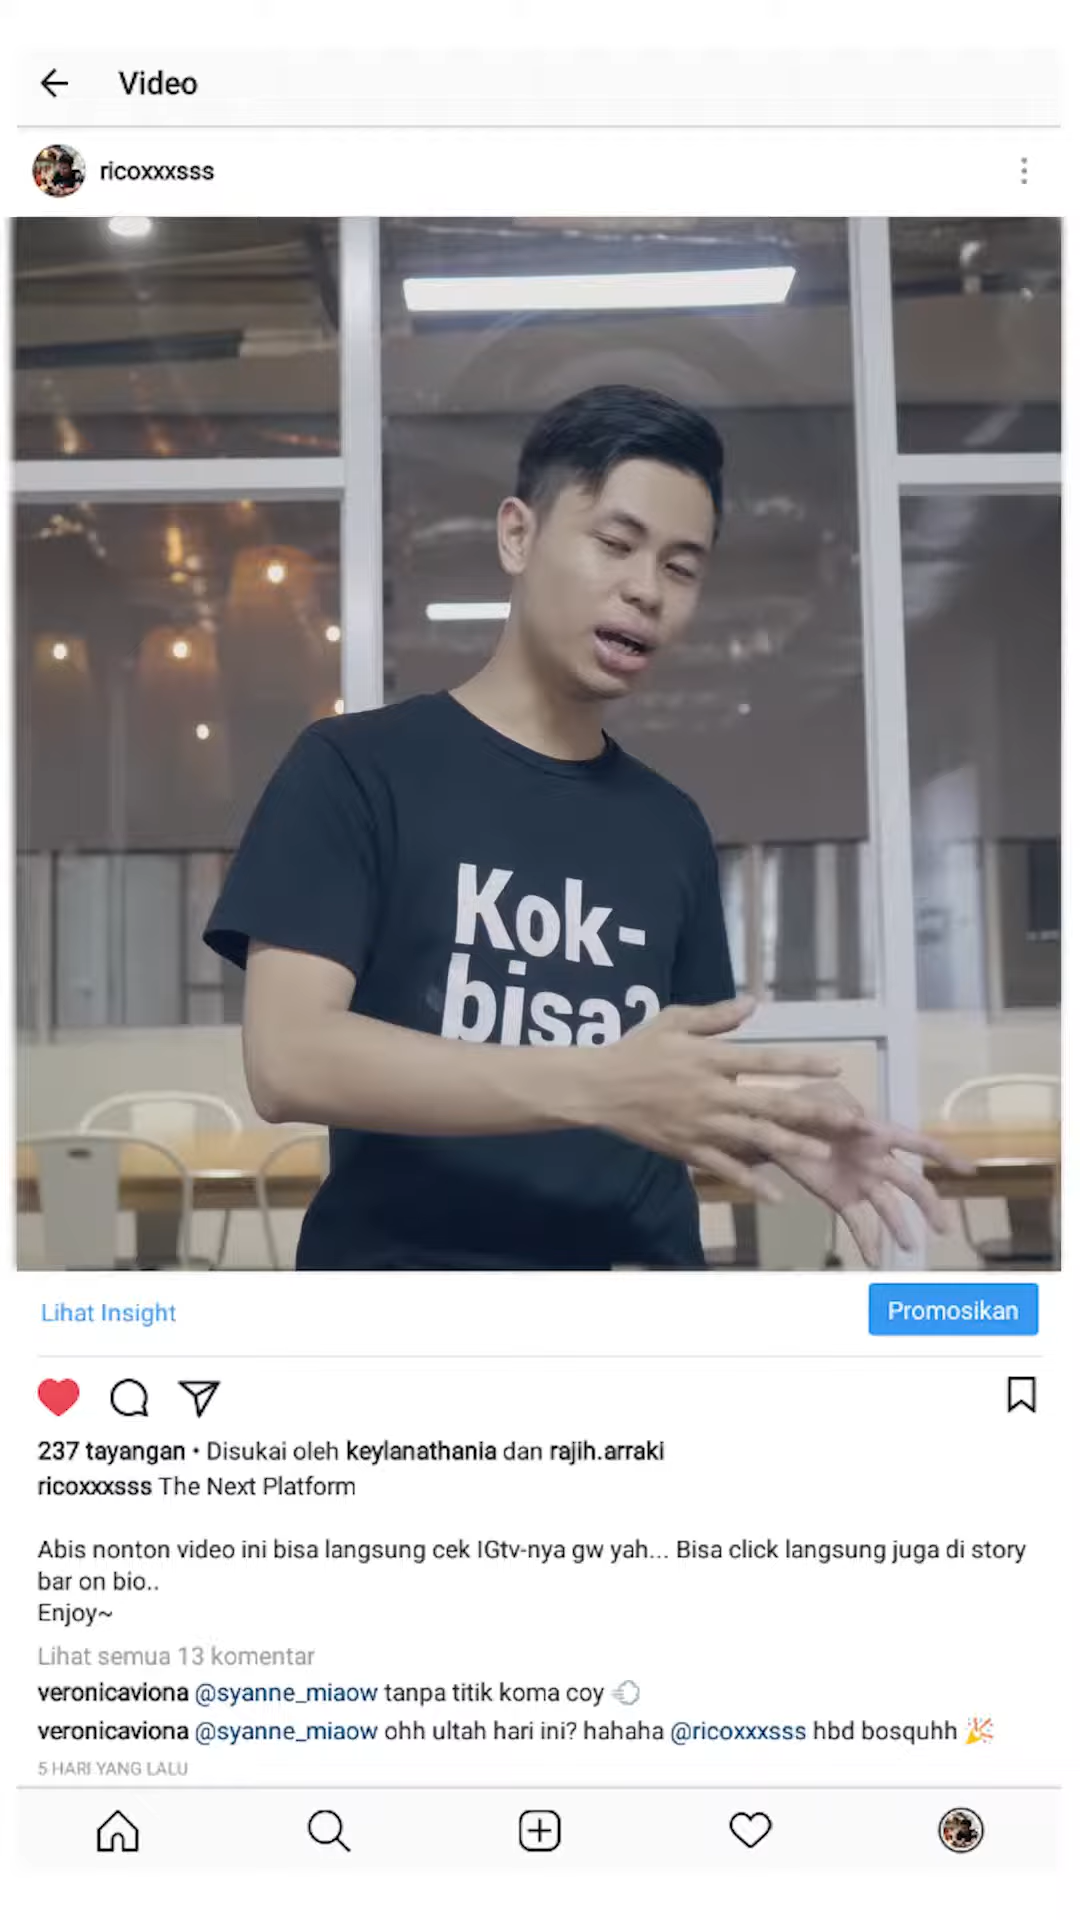 Video
ricoxxxsss
Kok-
bisa?
Lihat Insight
Promosikan
237 tayangan • Disukai oleh keylanathania dan rajih.arraki
ricoxxxsss The Next Platform
Abis nonton video ini bisa langsung cek IGtv-nya gw yah... Bisa click langsung juga di story
bar on bio..
Enjoy~
Lihat semua 13 komentar
veronicaviona @syanne_miaow tanpa titik koma coy 💨
veronicaviona @syanne_miaow ohh ultah hari ini? hahaha @ricoxxxsss hbd bosquhh 🎉
5 HARI YANG LALU